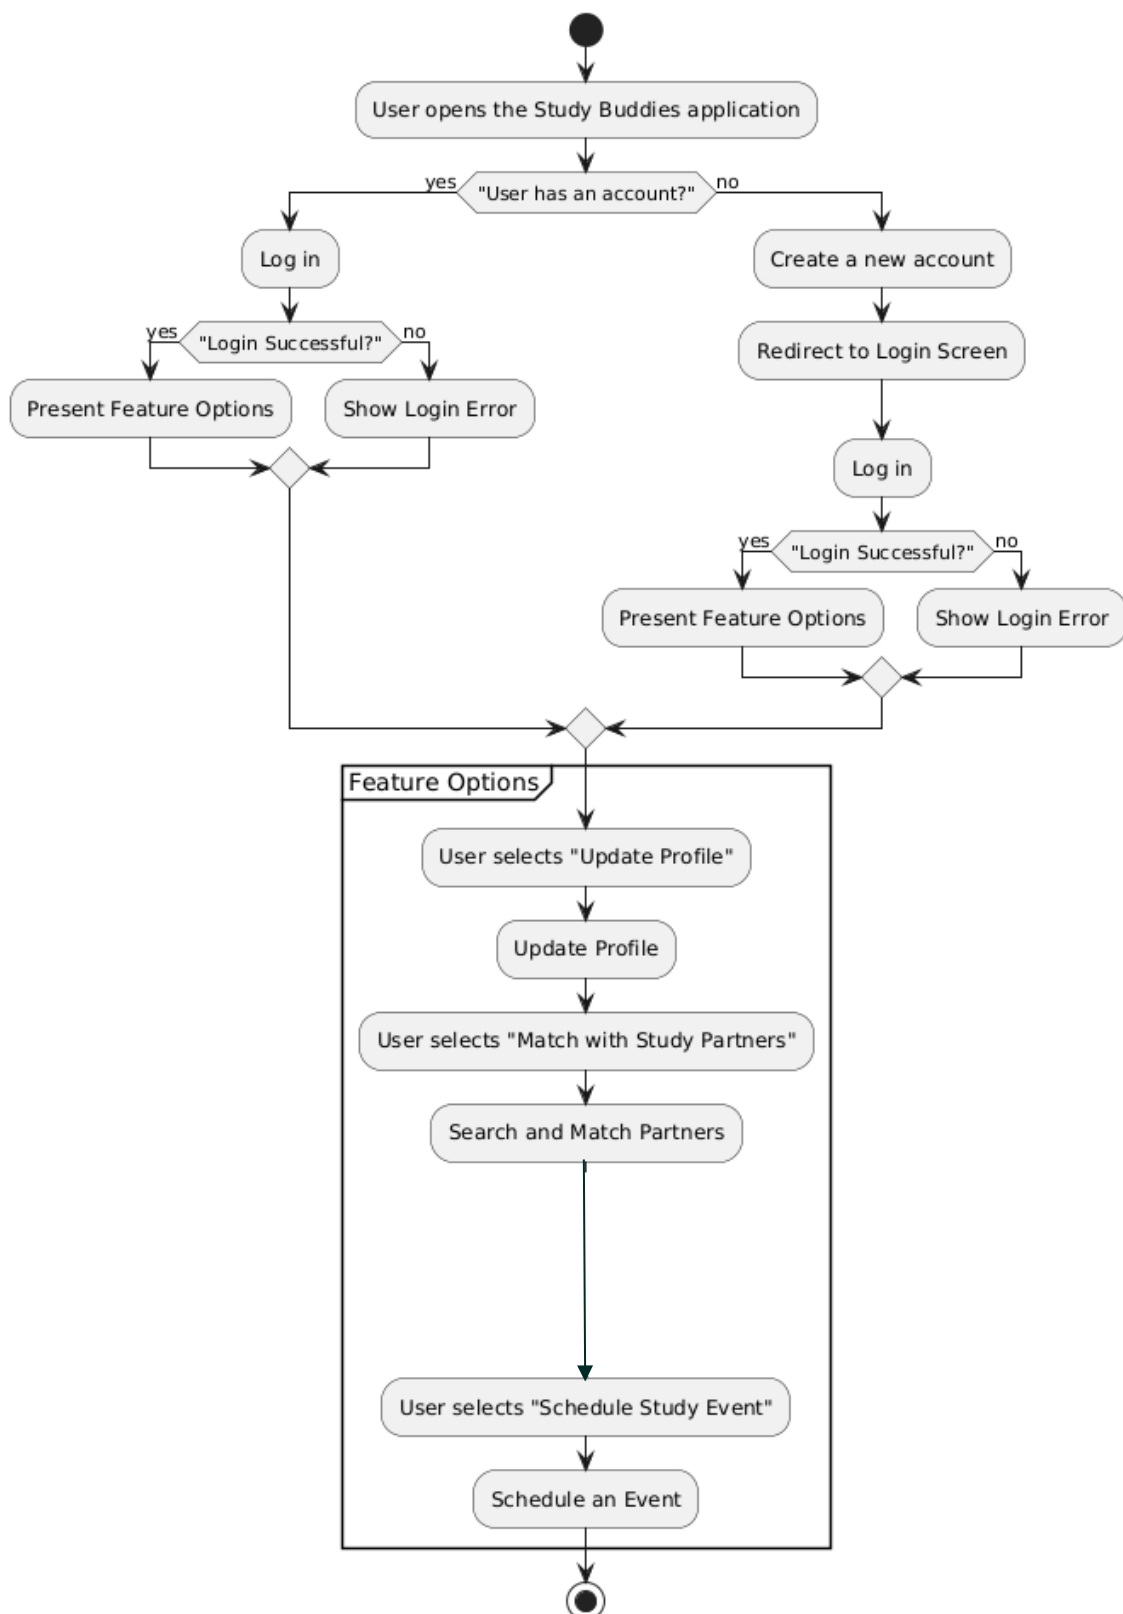 User opens the Study Buddies application
yes
"User has an account?"
no
Log in
Create a new account
yes
"Login Successful?"
no
Redirect to Login Screen
Present Feature Options
Show Login Error
Log in
yes
"Login Successful?"
no
Present Feature Options
Show Login Error
Feature Options
User selects "Update Profile"
Update Profile
User selects "Match with Study Partners"
Search and Match Partners
User selects "Schedule Study Event"
Schedule an Event